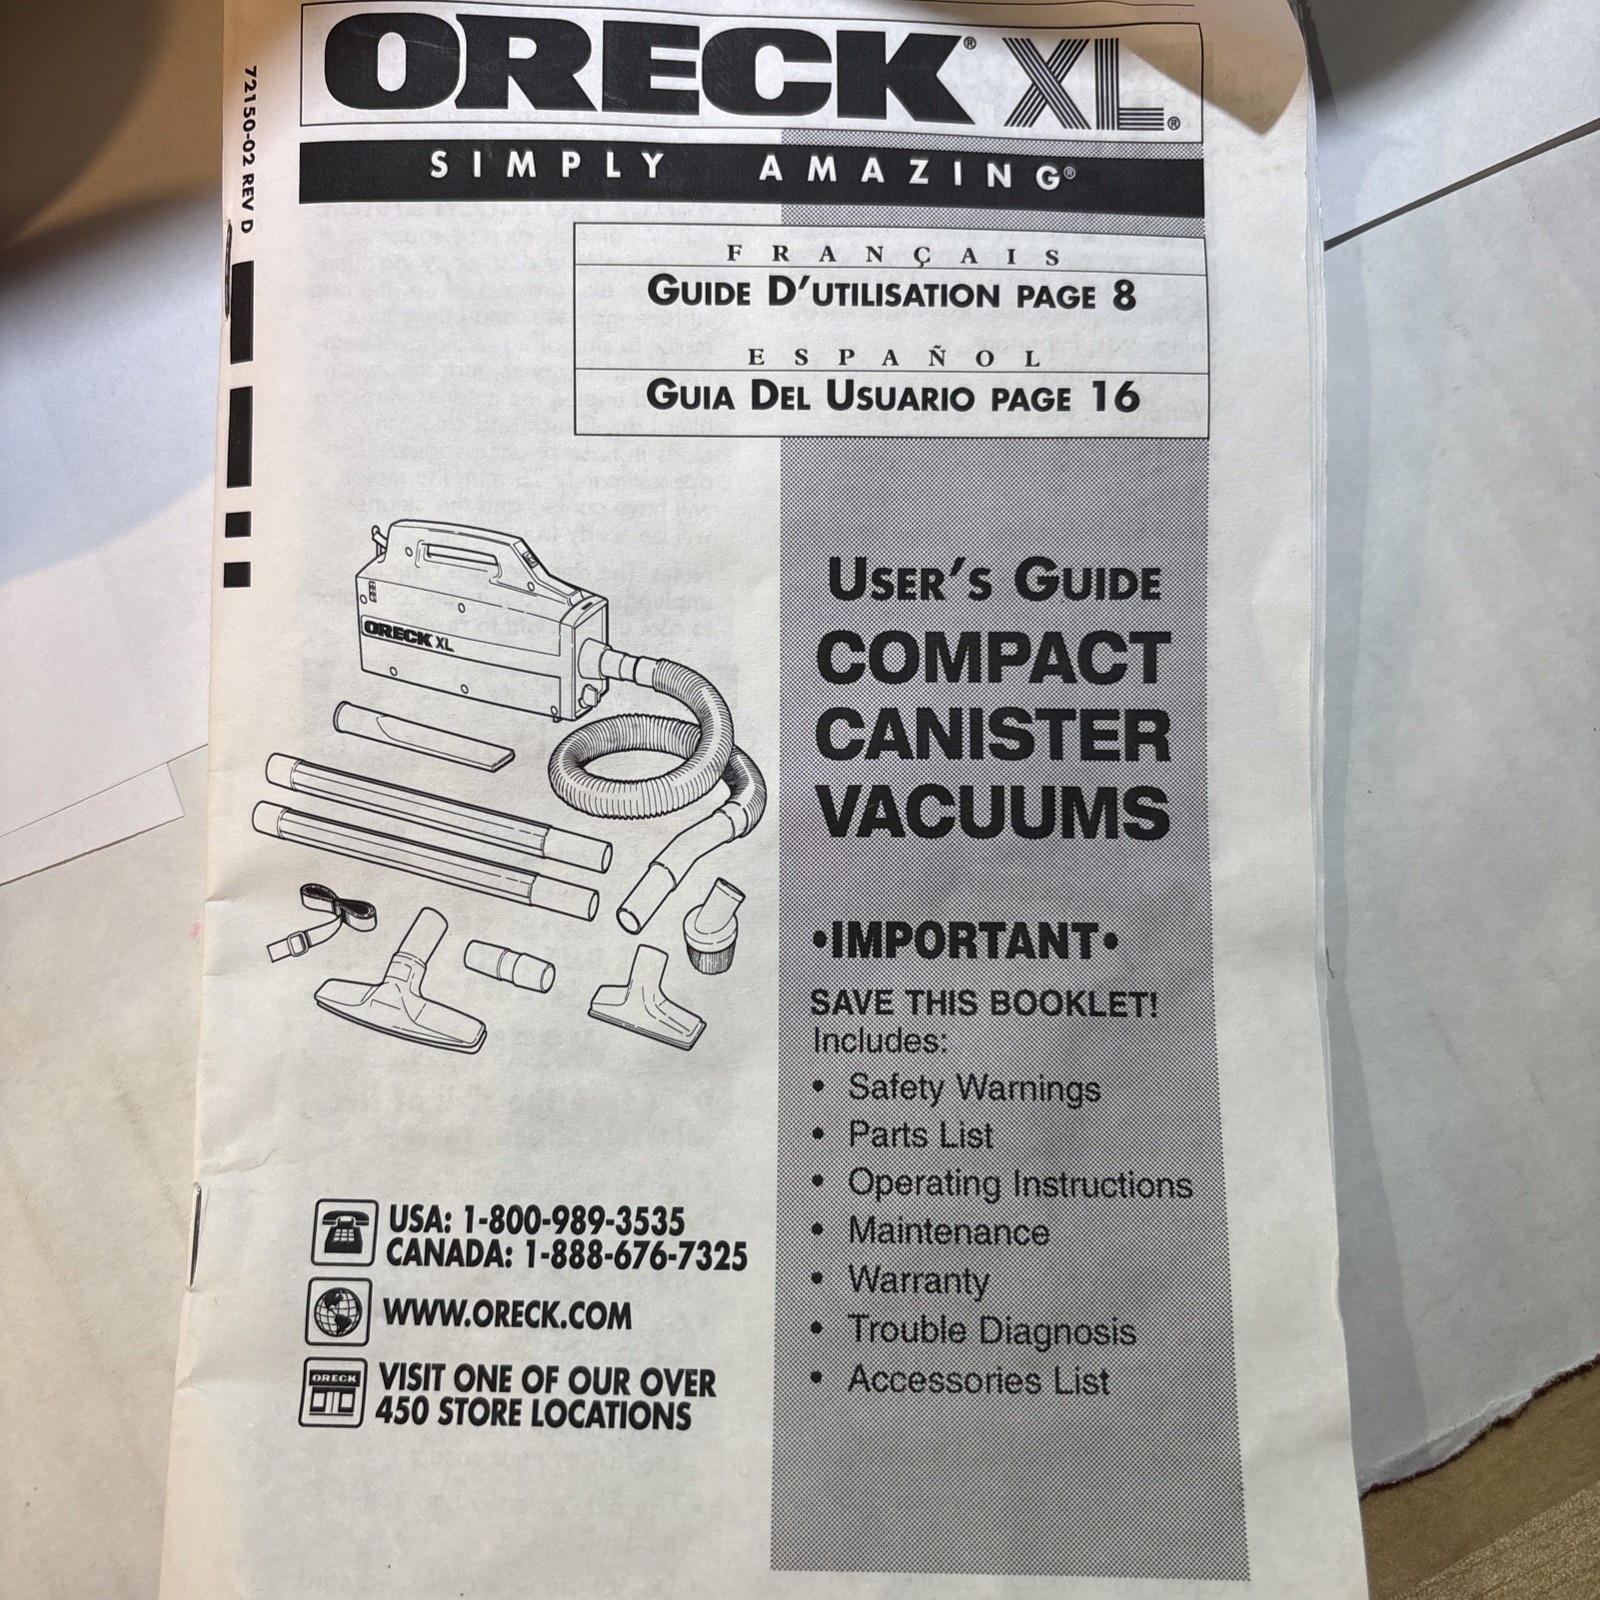 ORECK® XL®
SIMPLY AMAZING®
72150-02 REV D
FRANÇAIS
GUIDE D'UTILISATION PAGE 8
ESPAÑOL
GUIA DEL USUARIO PAGE 16
ORECK XL
USER'S GUIDE
COMPACT
CANISTER
VACUUMS
•IMPORTANT•
SAVE THIS BOOKLET!
Includes:
• Safety Warnings
• Parts List
• Operating Instructions
• Maintenance
• Warranty
• Trouble Diagnosis
• Accessories List
USA: 1-800-989-3535
CANADA: 1-888-676-7325
WWW.ORECK.COM
ORECK
VISIT ONE OF OUR OVER
450 STORE LOCATIONS